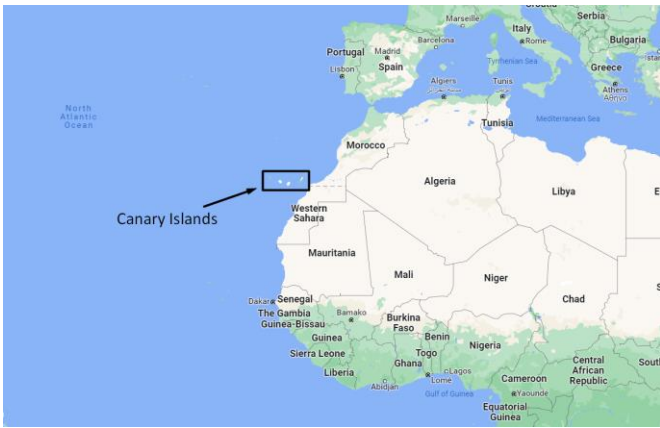 Croatia
Marseille
Serbia
Italy
Bulgaria
Portugal
Madrid
Barcelona
Rome
Spain
Tyrrhenian Sea
Greece
Lisbon
Algiers
Tunis
Athens
Αθήνα
North
Atlantic
Ocean
Tunisia
Mediterranean Sea
Morocco
Algeria
Libya
Canary Islands
Western
Sahara
Mauritania
Mali
Niger
Chad
Dakar
Senegal
The Gambia
Guinea-Bissau
Bamako
Burkina
Faso
Guinea
Benin
Nigeria
Sierra Leone
Togo
Ghana
Liberia
Lagos
Central
African
Republic
Abidjan
Lome
Cameroon
Gulf of Guinea
Yaounde
Equatorial
Guinea